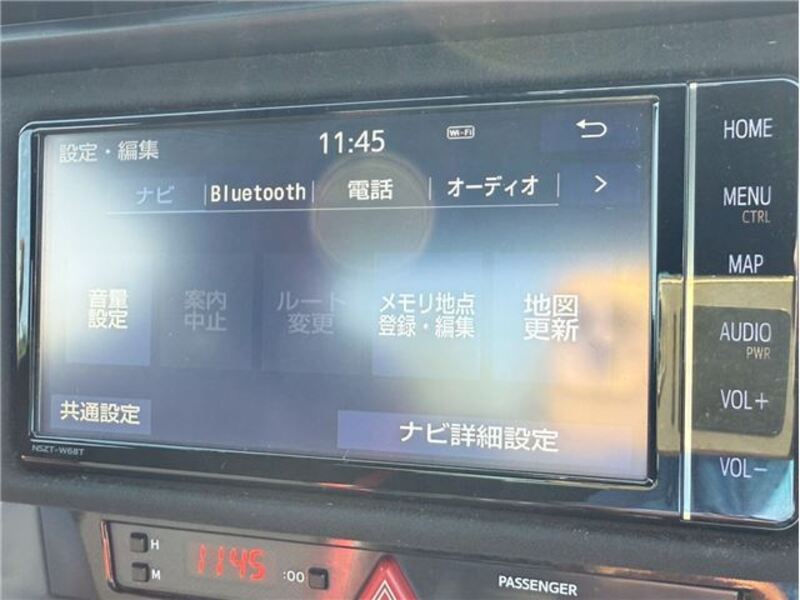 設定・編集
11:45
Wi-Fi
ナビ
Bluetooth
電話
オーディオ
音量
設定
案内
中止
ルート
変更
メモリ地点
登録・編集
地図
更新
共通設定
ナビ詳細設定
NSZT-W68T
HOME
MENU
CTRL
MAP
AUDIO
PWR
VOL+
VOL-
H
M
1145
:00
PASSENGER